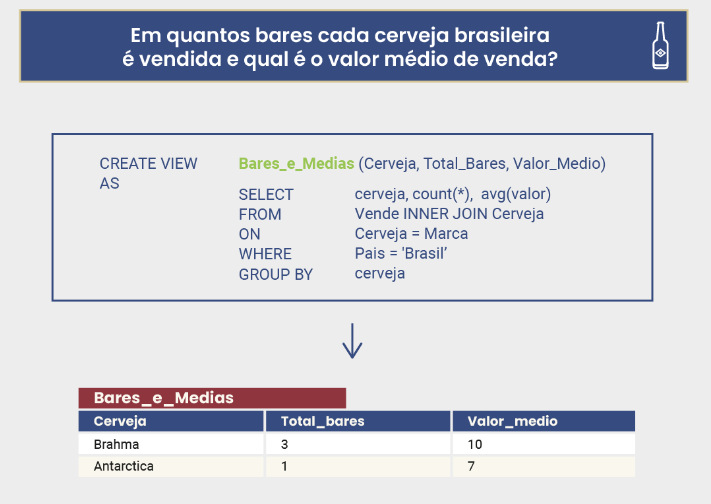 Em quantos bares cada cerveja brasileira
é vendida e qual é o valor médio de venda?
CREATE VIEW Bares_e_Medias (Cerveja, Total_Bares, Valor_Medio)
AS
SELECT cerveja, count(*), avg(valor)
FROM Vende INNER JOIN Cerveja
ON Cerveja = Marca
WHERE Pais = 'Brasil’
GROUP BY cerveja
Bares_e_Medias
Cerveja Total_bares Valor_medio
Brahma 3 10
Antarctica 1 7